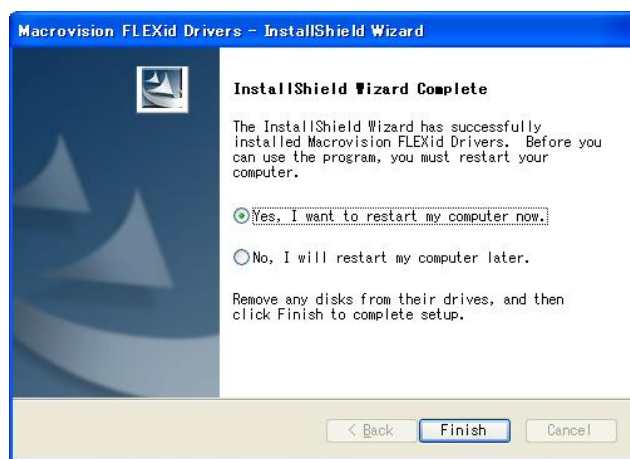 Macrovision FLEXid Drivers - InstallShield Wizard
InstallShield Wizard Complete
The InstallShield Wizard has successfully
installed Macrovision FLEXid Drivers.  Before you
can use the program, you must restart your
computer.
Yes, I want to restart my computer now.
No, I will restart my computer later.
Remove any disks from their drives, and then
click Finish to complete setup.
< Back
Finish
Cancel